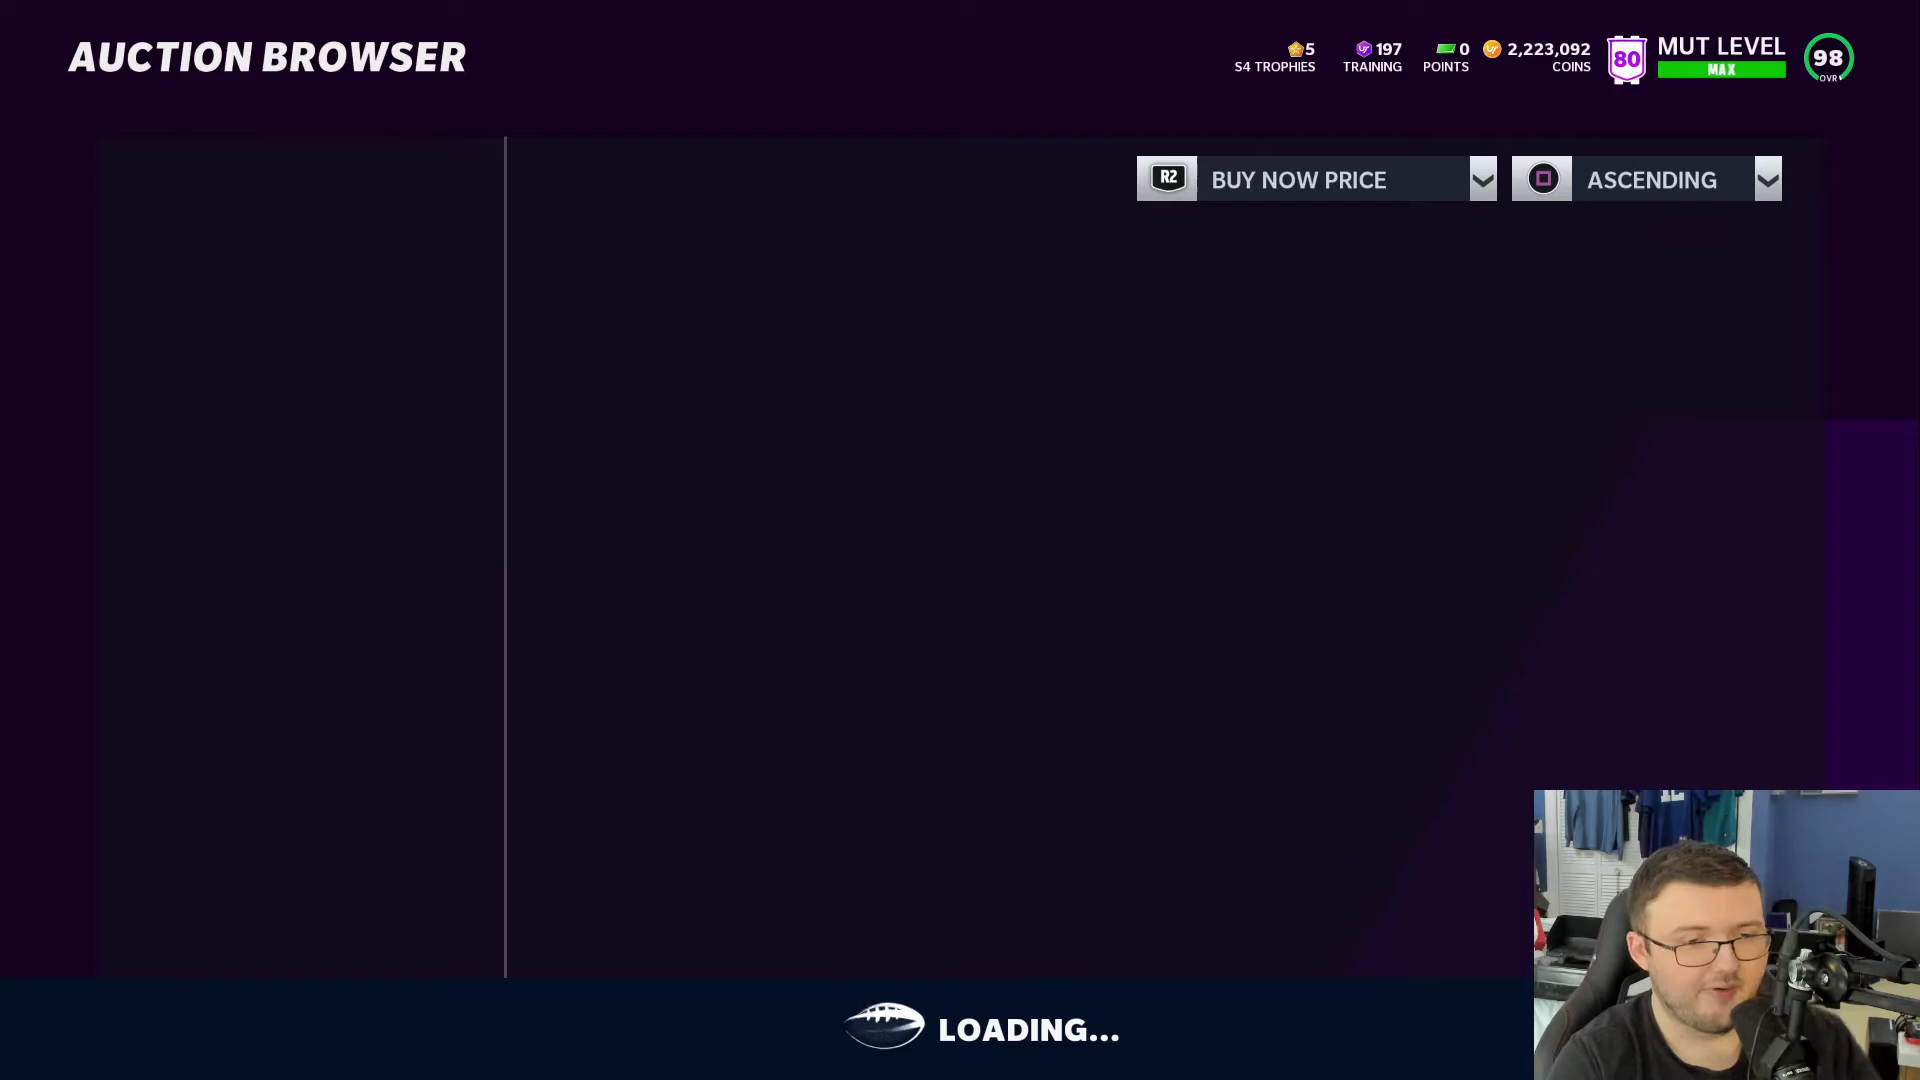 AUCTION BROWSER
5
S4 TROPHIES
197
TRAINING
0
POINTS
2,223,092
COINS
80
MUT LEVEL
MAX
98
OVR
R2
BUY NOW PRICE
ASCENDING
LOADING...